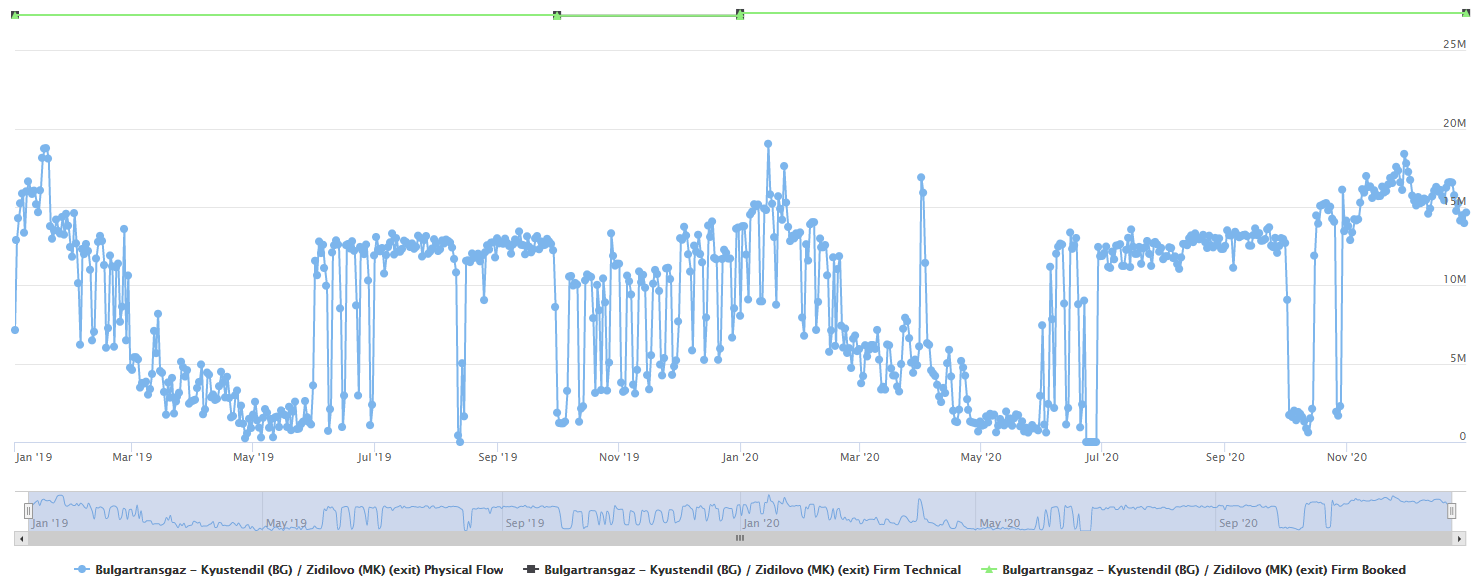 25M
20M
15M
10M
5M
0
Jan '19 Mar '19 May '19 Jul '19 Sep '19 Nov '19 Jan '20 Mar '20 May '20 Jul '20 Sep '20 Nov '20
Jan '19 May '19 Sep '19 Jan '20 May '20 Sep '20
Bulgartransgaz - Kyustendil (BG) / Zidilovo (MK) (exit) Physical Flow Bulgartransgaz - Kyustendil (BG) / Zidilovo (MK) (exit) Firm Technical Bulgartransgaz - Kyustendil (BG) / Zidilovo (MK) (exit) Firm Booked